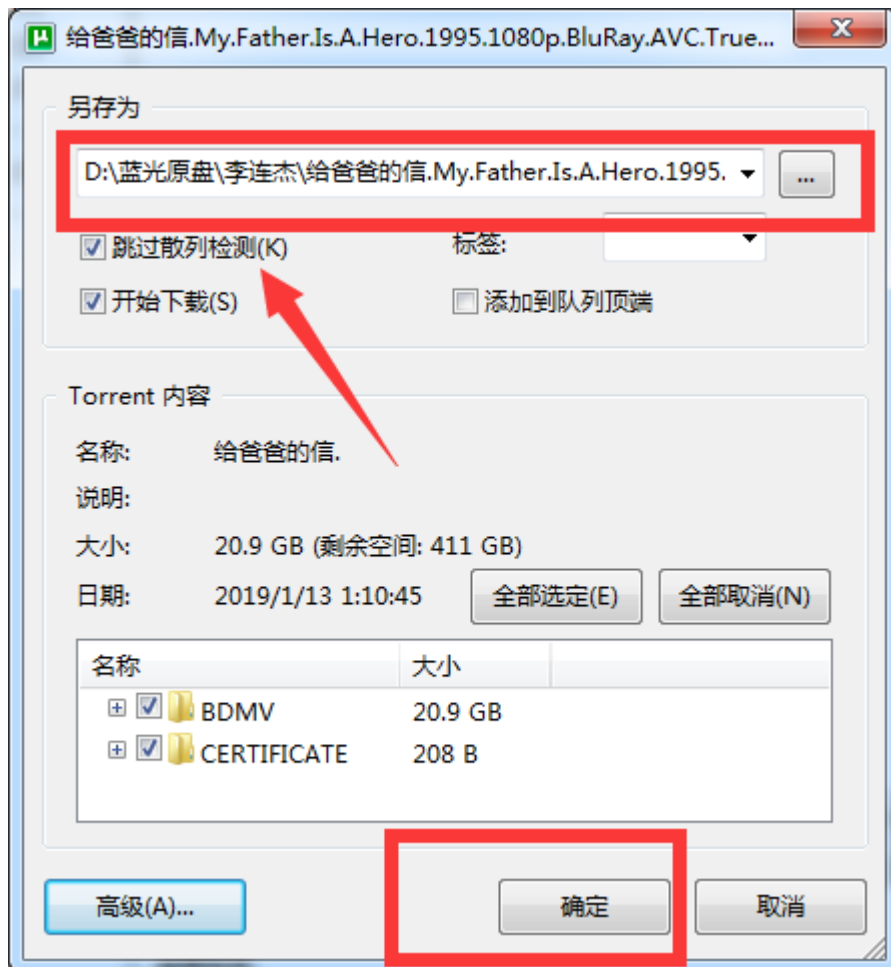 给爸爸的信.My.Father.Is.A.Hero.1995.1080p.BluRay.AVC.True...
另存为
D:\蓝光原盘\李连杰\给爸爸的信.My.Father.Is.A.Hero.1995. ...
跳过散列检测(K) 标签:
开始下载(S) 添加到队列顶端
Torrent 内容
名称: 给爸爸的信.
说明:
大小: 20.9 GB (剩余空间: 411 GB)
日期: 2019/1/13 1:10:45 全部选定(E) 全部取消(N)
名称 大小
BDMV 20.9 GB
CERTIFICATE 208 B
高级(A)... 确定 取消